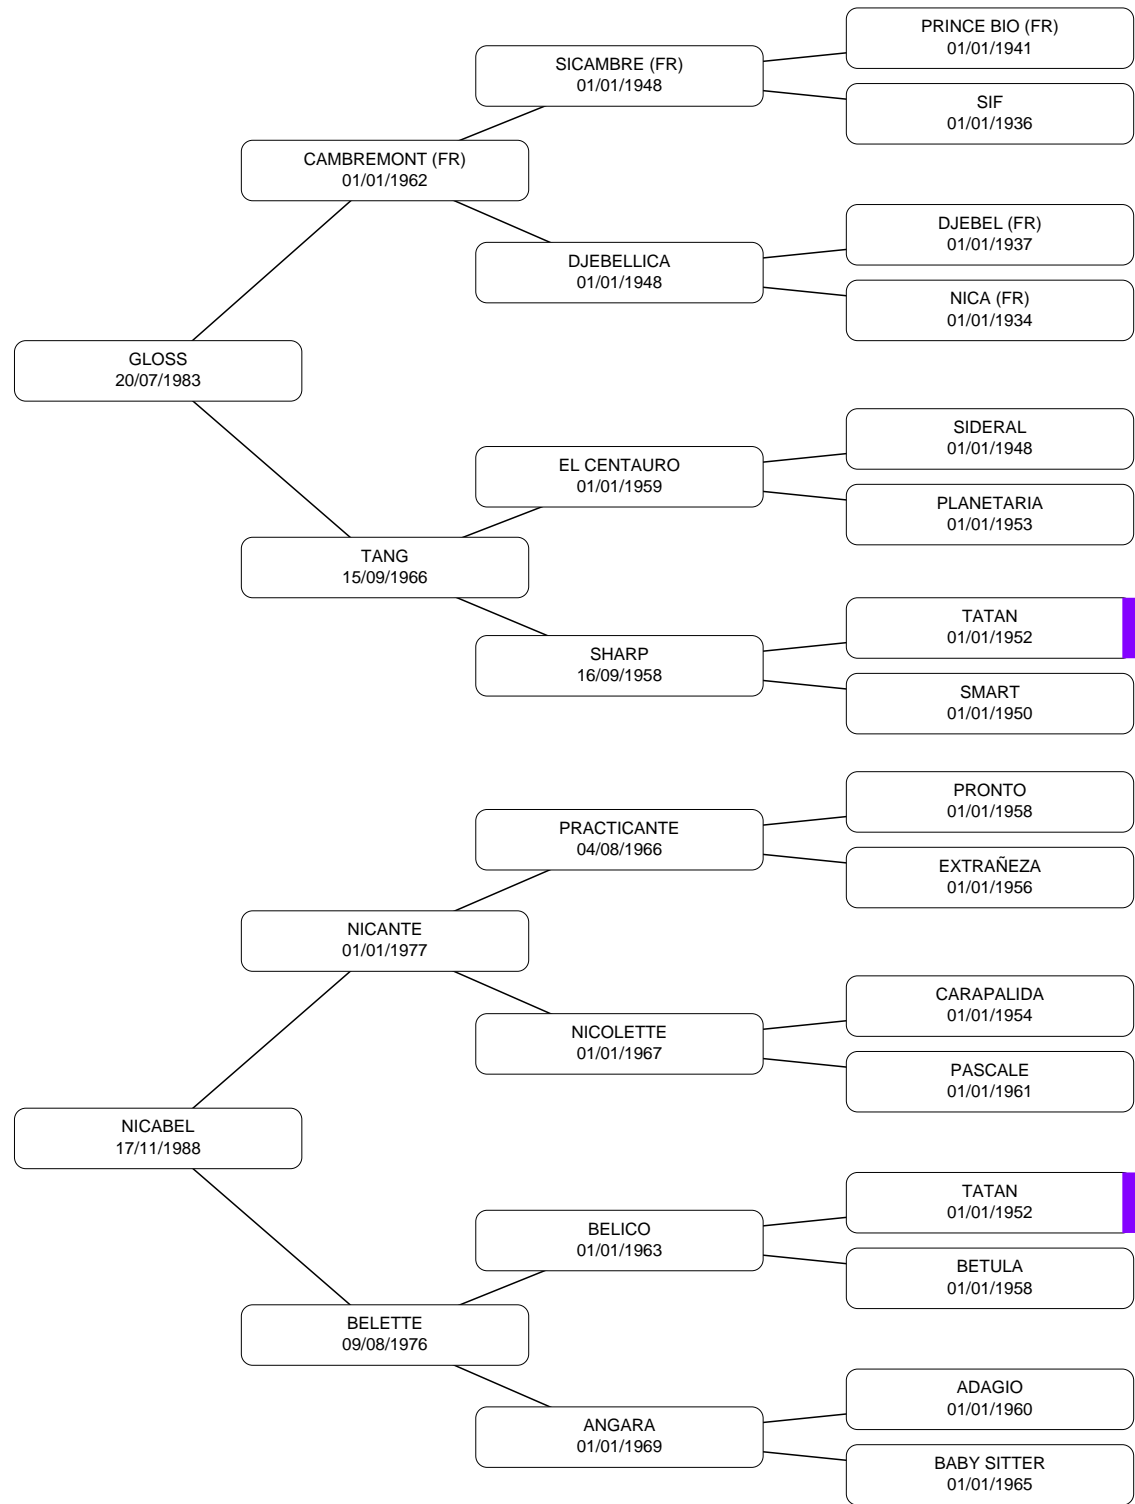 PRINCE BIO (FR)
01/01/1941
SICAMBRE (FR)
01/01/1948
SIF
01/01/1936
CAMBREMONT (FR)
01/01/1962
DJEBEL (FR)
01/01/1937
DJEBELLICA
01/01/1948
NICA (FR)
01/01/1934
GLOSS
20/07/1983
SIDERAL
01/01/1948
EL CENTAURO
01/01/1959
PLANETARIA
01/01/1953
TANG
15/09/1966
TATAN
01/01/1952
SHARP
16/09/1958
SMART
01/01/1950
PRONTO
01/01/1958
PRACTICANTE
04/08/1966
EXTRAÑEZA
01/01/1956
NICANTE
01/01/1977
CARAPALIDA
01/01/1954
NICOLETTE
01/01/1967
PASCALE
01/01/1961
NICABEL
17/11/1988
TATAN
01/01/1952
BELICO
01/01/1963
BETULA
01/01/1958
BELETTE
09/08/1976
ADAGIO
01/01/1960
ANGARA
01/01/1969
BABY SITTER
01/01/1965